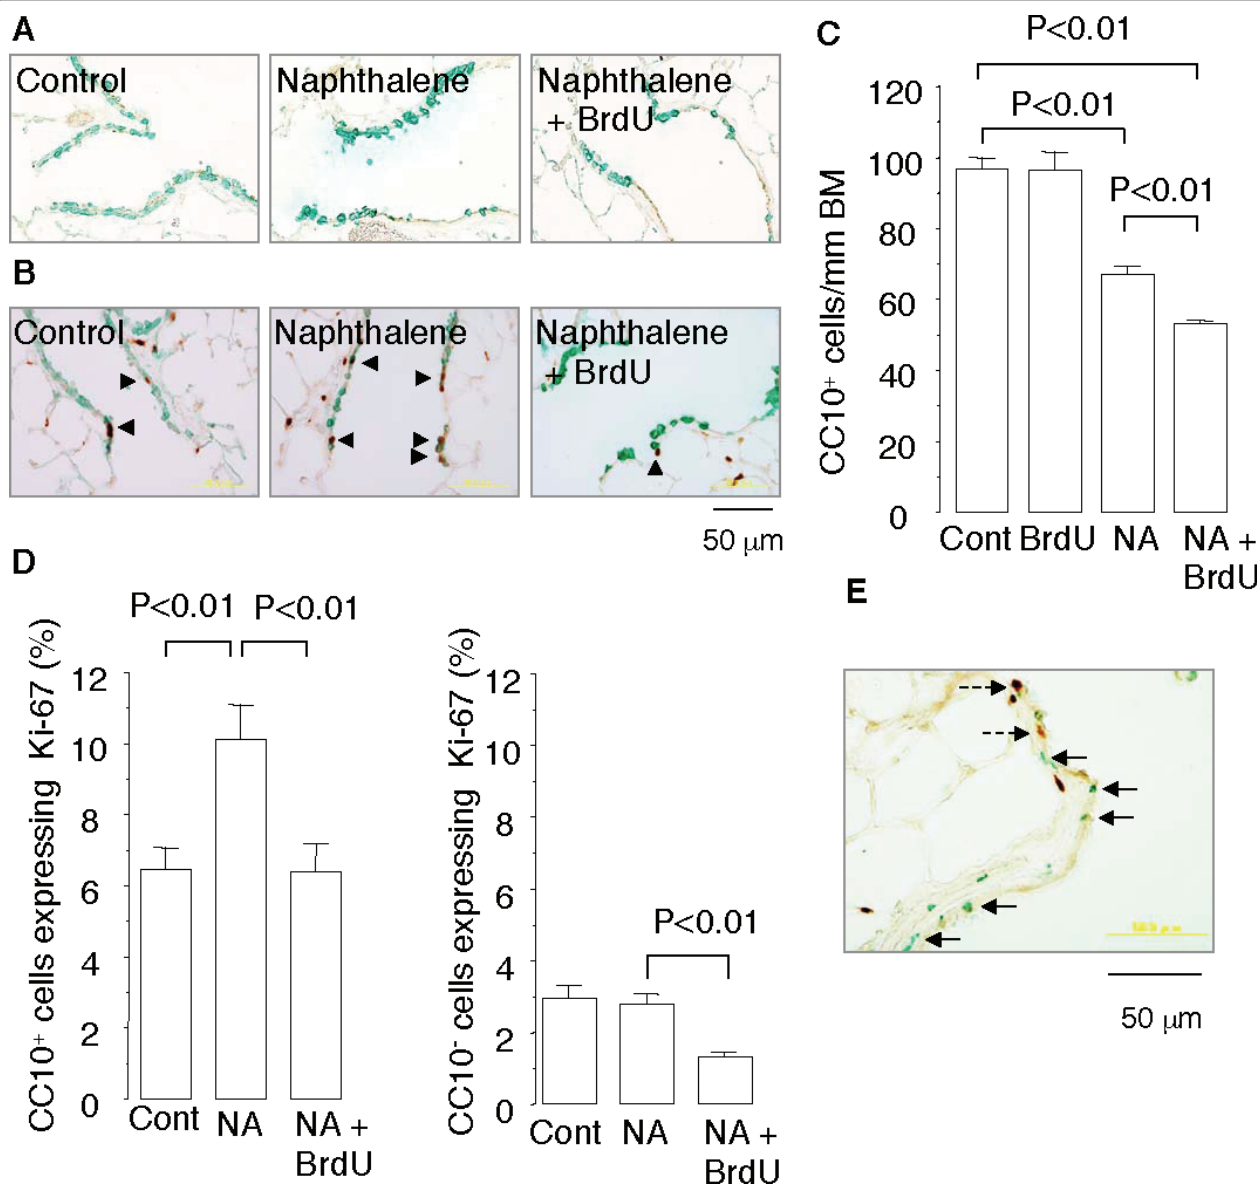 A
Control
Naphthalene
Naphthalene
+ BrdU
B
Control
Naphthalene
Naphthalene
+ BrdU
50 μm
C
P<0.01
P<0.01
P<0.01
CC10⁺ cells/mm BM
120
100
80
60
40
20
0
Cont BrdU NA NA +
BrdU
D
P<0.01 P<0.01
CC10⁺ cells expressing Ki-67 (%)
12
10
8
6
4
2
0
Cont NA NA +
BrdU
CC10⁻ cells expressing Ki-67 (%)
12
10
8
6
4
2
0
P<0.01
Cont NA NA +
BrdU
E
50 μm